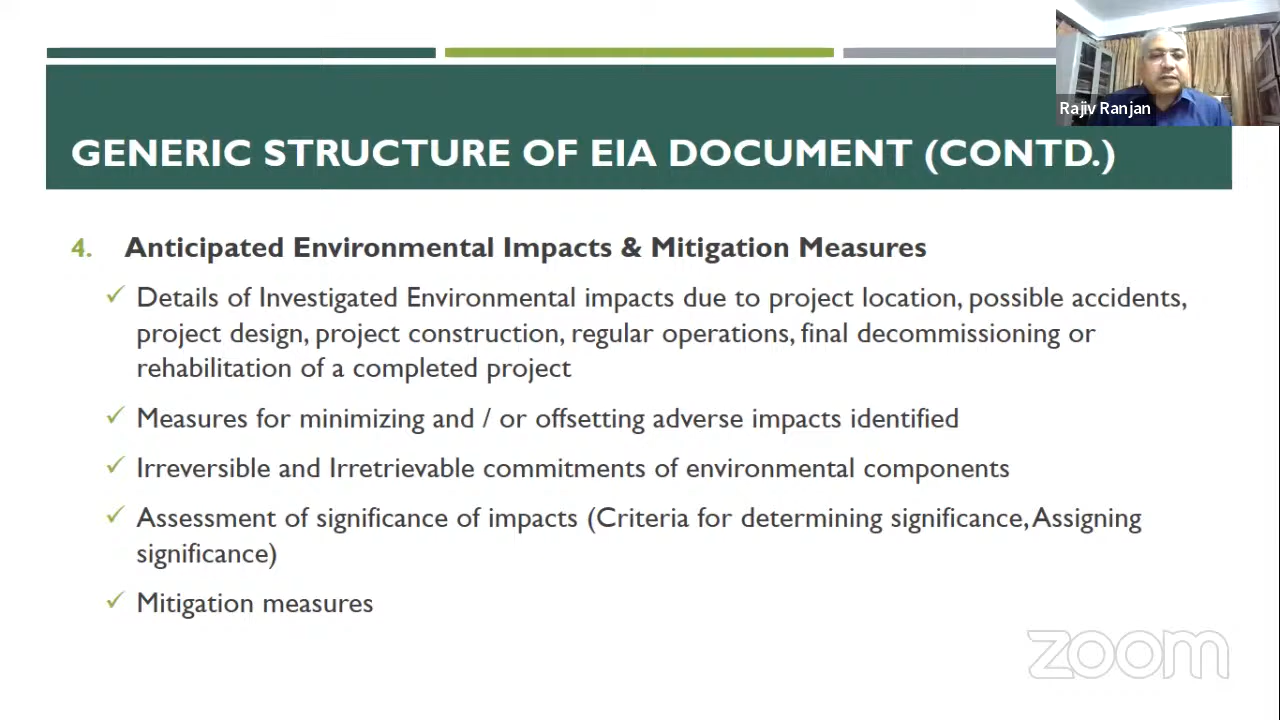 Rajiv Ranjan
GENERIC STRUCTURE OF EIA DOCUMENT (CONTD.)
4. Anticipated Environmental Impacts & Mitigation Measures
✓ Details of Investigated Environmental impacts due to project location, possible accidents,
project design, project construction, regular operations, final decommissioning or
rehabilitation of a completed project
✓ Measures for minimizing and / or offsetting adverse impacts identified
✓ Irreversible and Irretrievable commitments of environmental components
✓ Assessment of significance of impacts (Criteria for determining significance, Assigning
significance)
✓ Mitigation measures
zoom